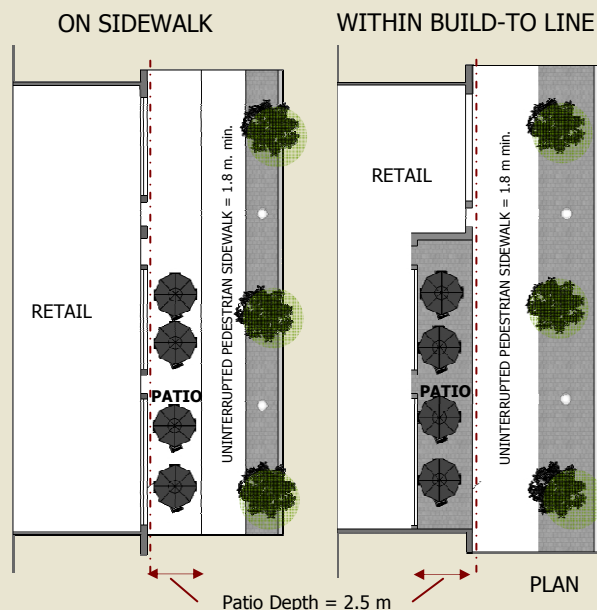 ON SIDEWALK
RETAIL
PATIO
UNINTERRUPTED PEDESTRIAN SIDEWALK = 1.8 m. min.
WITHIN BUILD-TO LINE
RETAIL
PATIO
UNINTERRUPTED PEDESTRIAN SIDEWALK = 1.8 m min.
Patio Depth = 2.5 m
PLAN